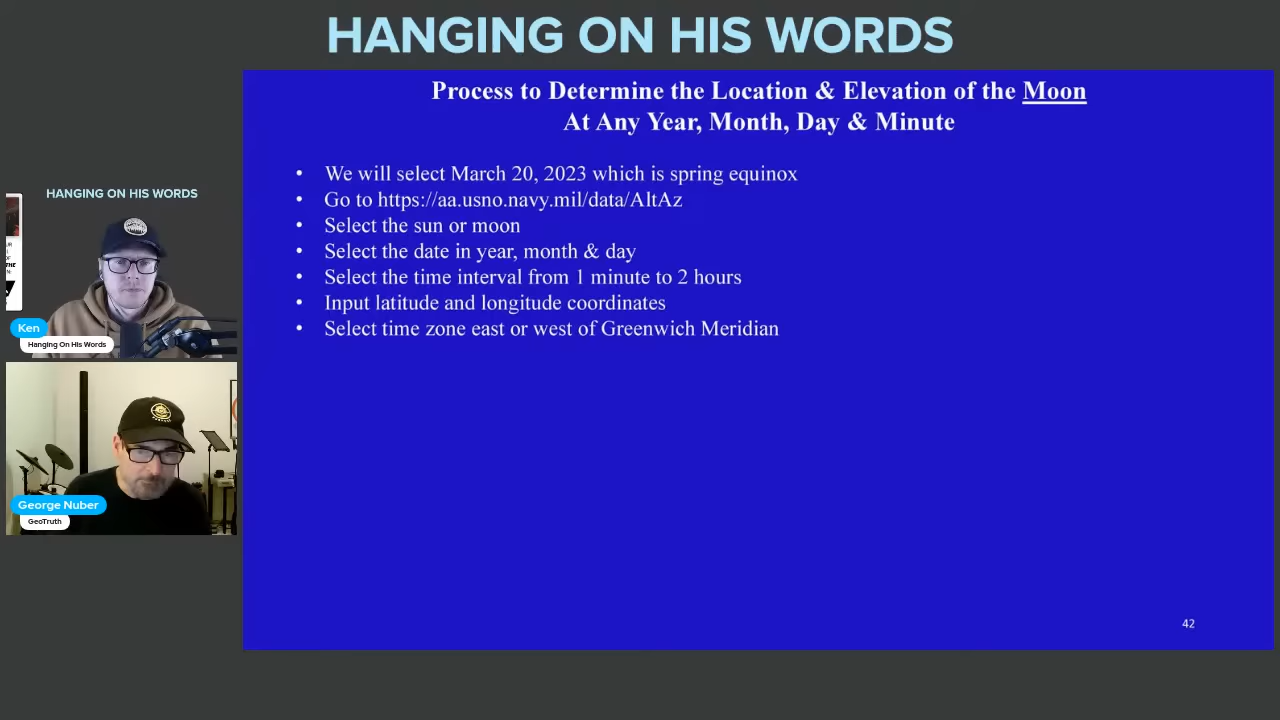 HANGING ON HIS WORDS
Process to Determine the Location & Elevation of the Moon
At Any Year, Month, Day & Minute
• We will select March 20, 2023 which is spring equinox
• Go to https://aa.usno.navy.mil/data/AltAz
• Select the sun or moon
• Select the date in year, month & day
• Select the time interval from 1 minute to 2 hours
• Input latitude and longitude coordinates
• Select time zone east or west of Greenwich Meridian
42
HANGING ON HIS WORDS
Ken
Hanging On His Words
George Nuber
GeoTruth